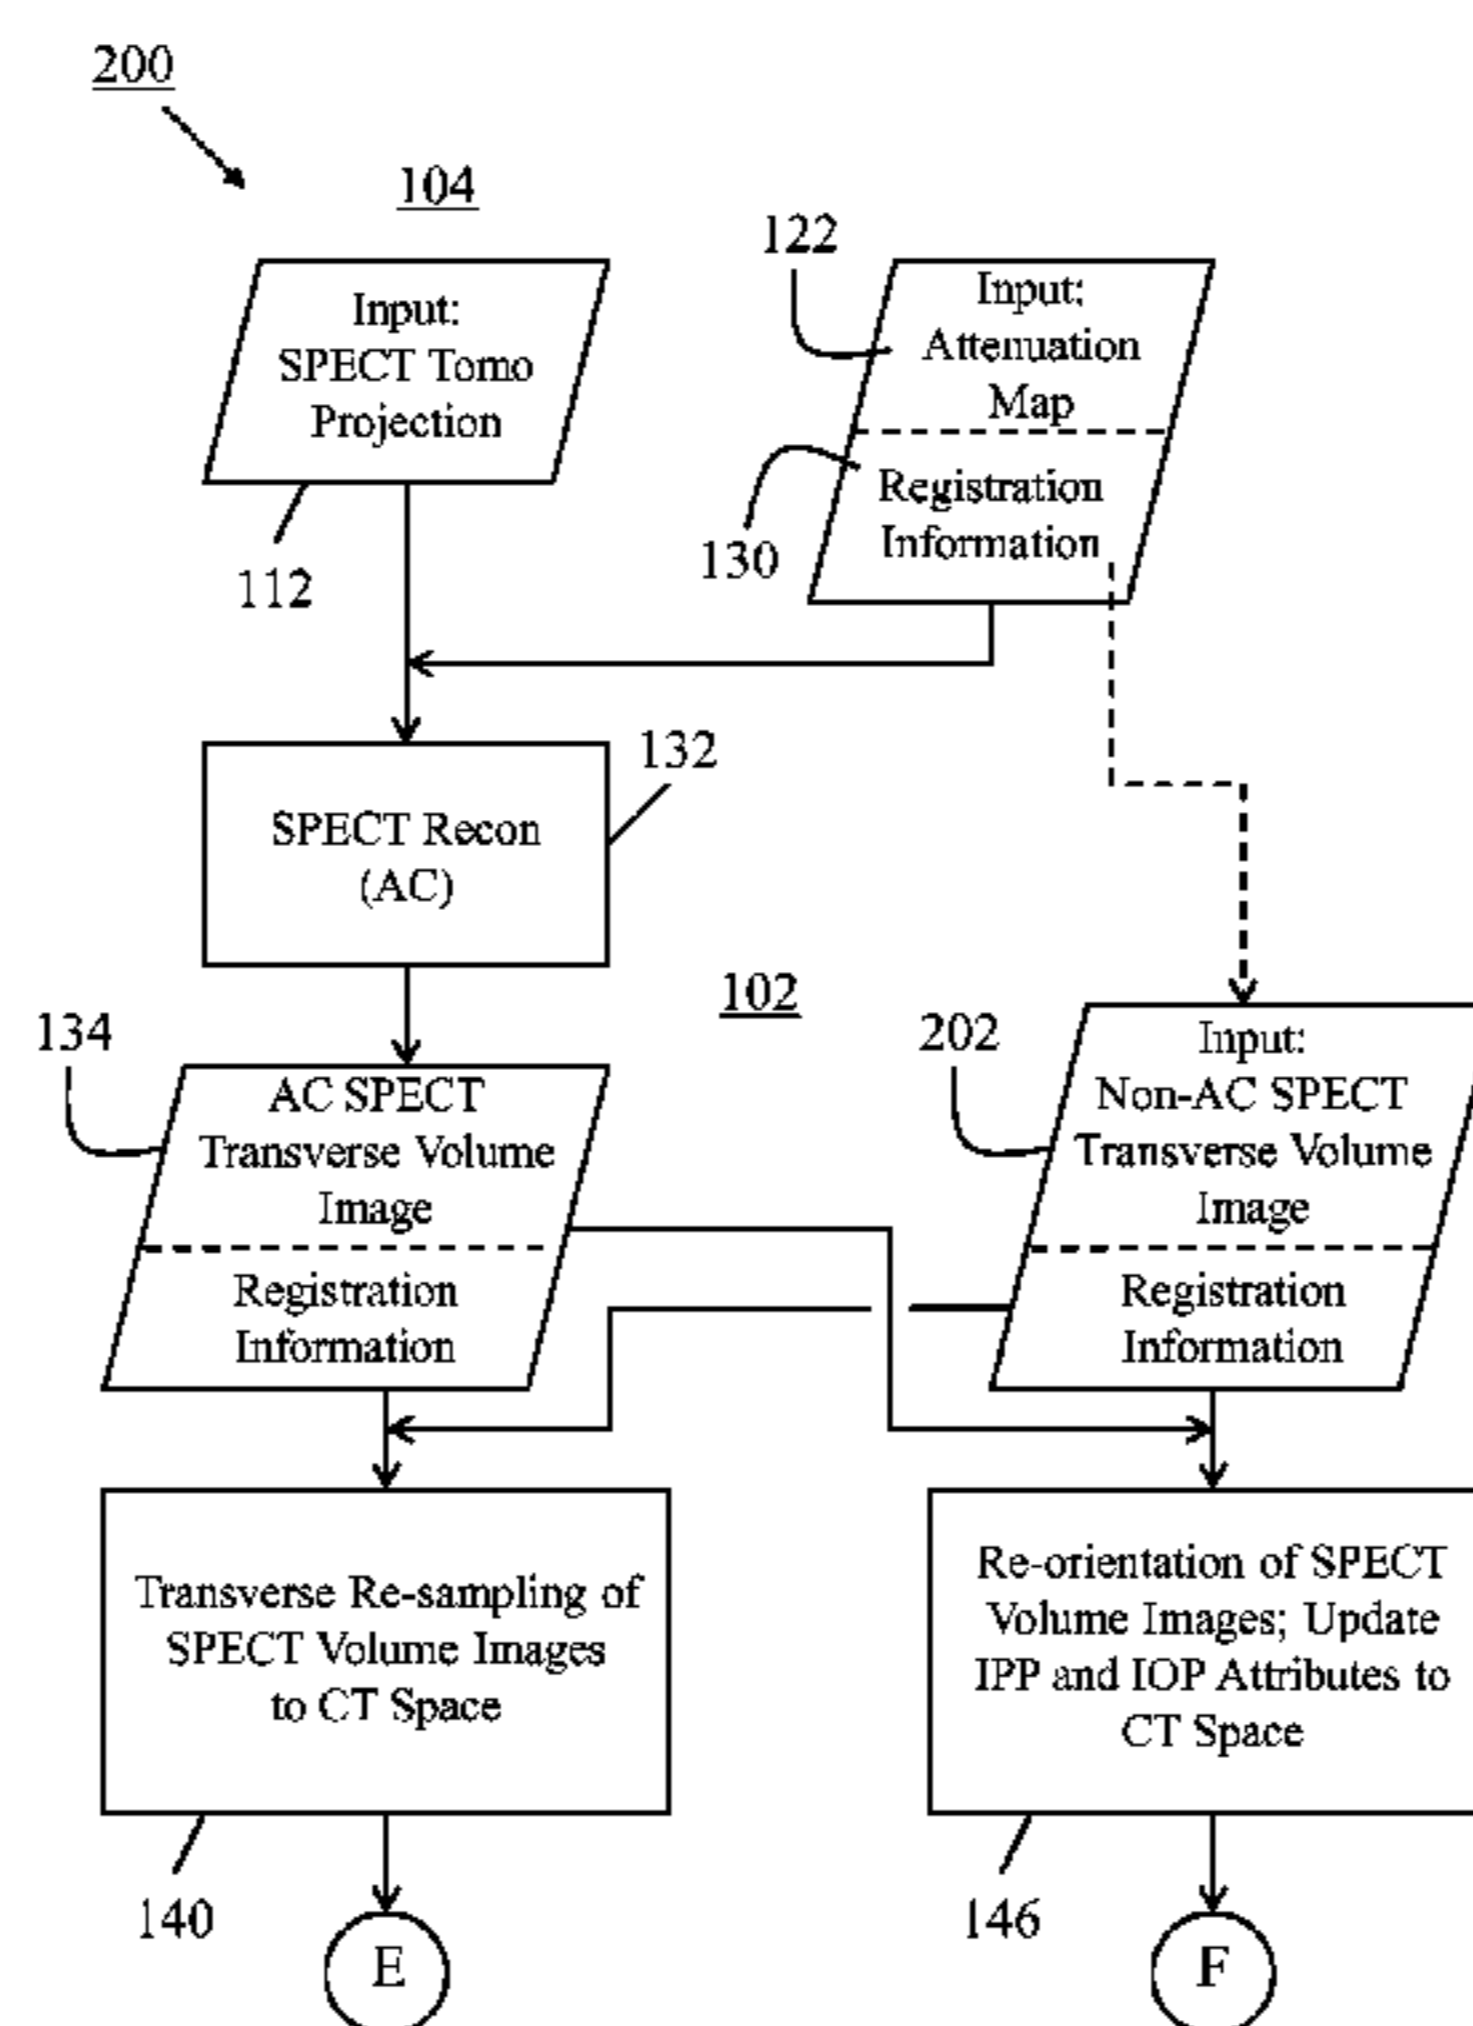 200
104
Input:
SPECT Tomo
Projection
112
122
Input:
Attenuation
Map
130
Registration
Information
132
SPECT Recon
(AC)
102
134
AC SPECT
Transverse Volume
Image
Registration
Information
202
Input:
Non-AC SPECT
Transverse Volume
Image
Registration
Information
Transverse Re-sampling of
SPECT Volume Images
to CT Space
140
E
Re-orientation of SPECT
Volume Images; Update
IPP and IOP Attributes to
CT Space
146
F